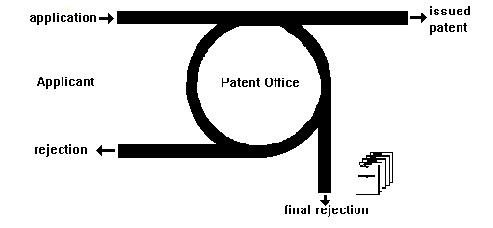 application
issued
patent
Applicant
Patent Office
rejection
final rejection